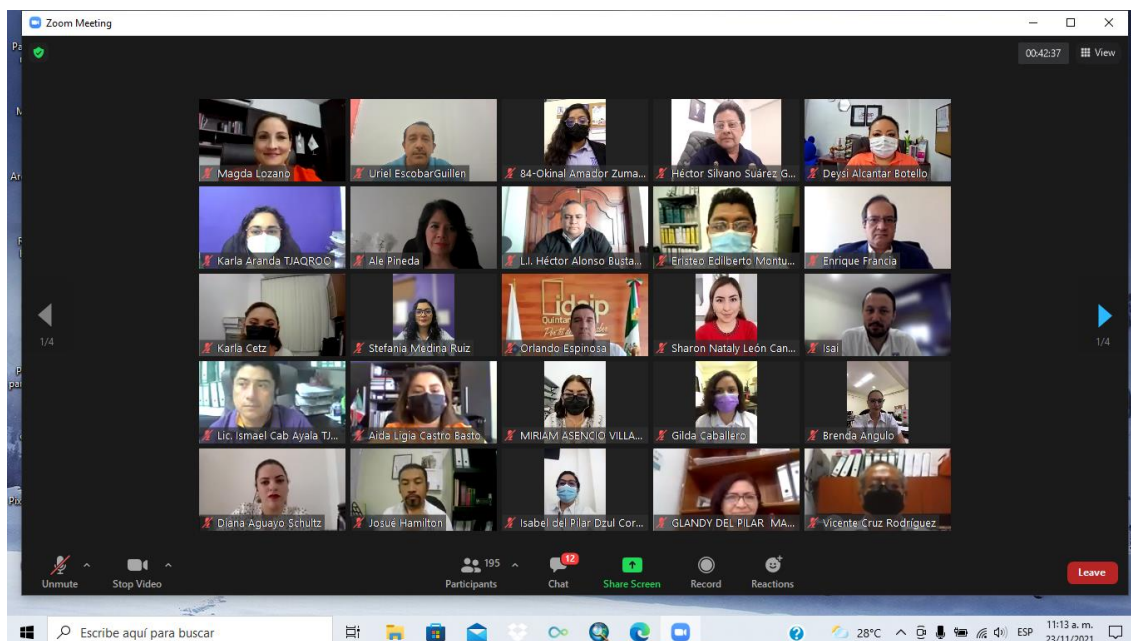 Zoom Meeting
00:42:37
View
Magda Lozano
Uriel EscobarGuillen
84-Okinal Amador Zuma...
Héctor Silvano Suárez G...
Deysi Alcantar Botello
Karla Aranda TJAQROO
Ale Pineda
L.I. Héctor Alonso Busta...
Eristeo Edilberto Montu...
Enrique Francia
1/4
1/4
Karla Cetz
Stefania Medina Ruiz
idaip
Quintana
Orlando Espinosa
Sharon Nataly León Can...
Isai
Lic. Ismael Cab Ayala TJ...
Aida Ligia Castro Basto
MIRIAM ASENCIO VILLA...
Gilda Caballero
Brenda Angulo
Diana Aguayo Schultz
Josué Hamilton
Isabel del Pilar Dzul Cor...
GLANDY DEL PILAR MA...
Vicente Cruz Rodríguez
Unmute
Stop Video
195
Participants
12
Chat
Share Screen
Record
Reactions
Leave
Escribe aquí para buscar
28°C
ESP
11:13 a. m.
23/11/2021